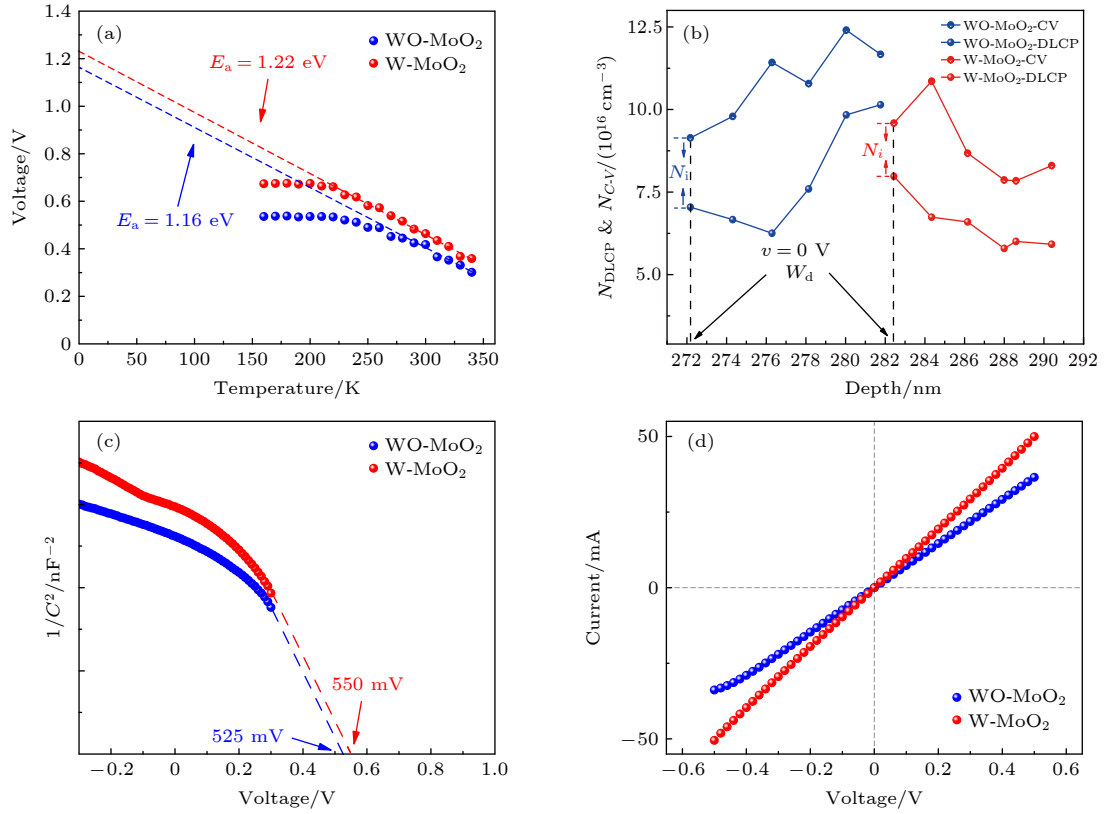 (a)
WO-MoO₂
W-MoO₂
Eₐ = 1.22 eV
Eₐ = 1.16 eV
Voltage/V
1.4
1.2
1.0
0.8
0.6
0.4
0.2
0
0 50 100 150 200 250 300 350
Temperature/K
(b)
WO-MoO₂-CV
WO-MoO₂-DLCP
W-MoO₂-CV
W-MoO₂-DLCP
Nᵢ
Nᵢ
v = 0 V
W_d
N_DLCP & N_C-V/(10¹⁶ cm⁻³)
12.5
10.0
7.5
5.0
272 274 276 278 280 282 284 286 288 290 292
Depth/nm
(c)
WO-MoO₂
W-MoO₂
550 mV
525 mV
1/C²/nF⁻²
−0.2 0 0.2 0.4 0.6 0.8 1.0
Voltage/V
(d)
WO-MoO₂
W-MoO₂
Current/mA
50
0
−50
−0.6 −0.4 −0.2 0 0.2 0.4 0.6
Voltage/V